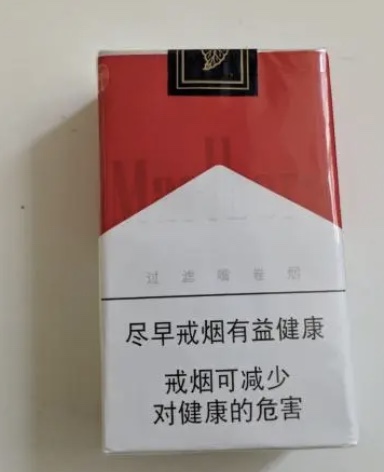 Marlboro
过滤嘴卷烟
尽早戒烟有益健康
戒烟可减少
对健康的危害